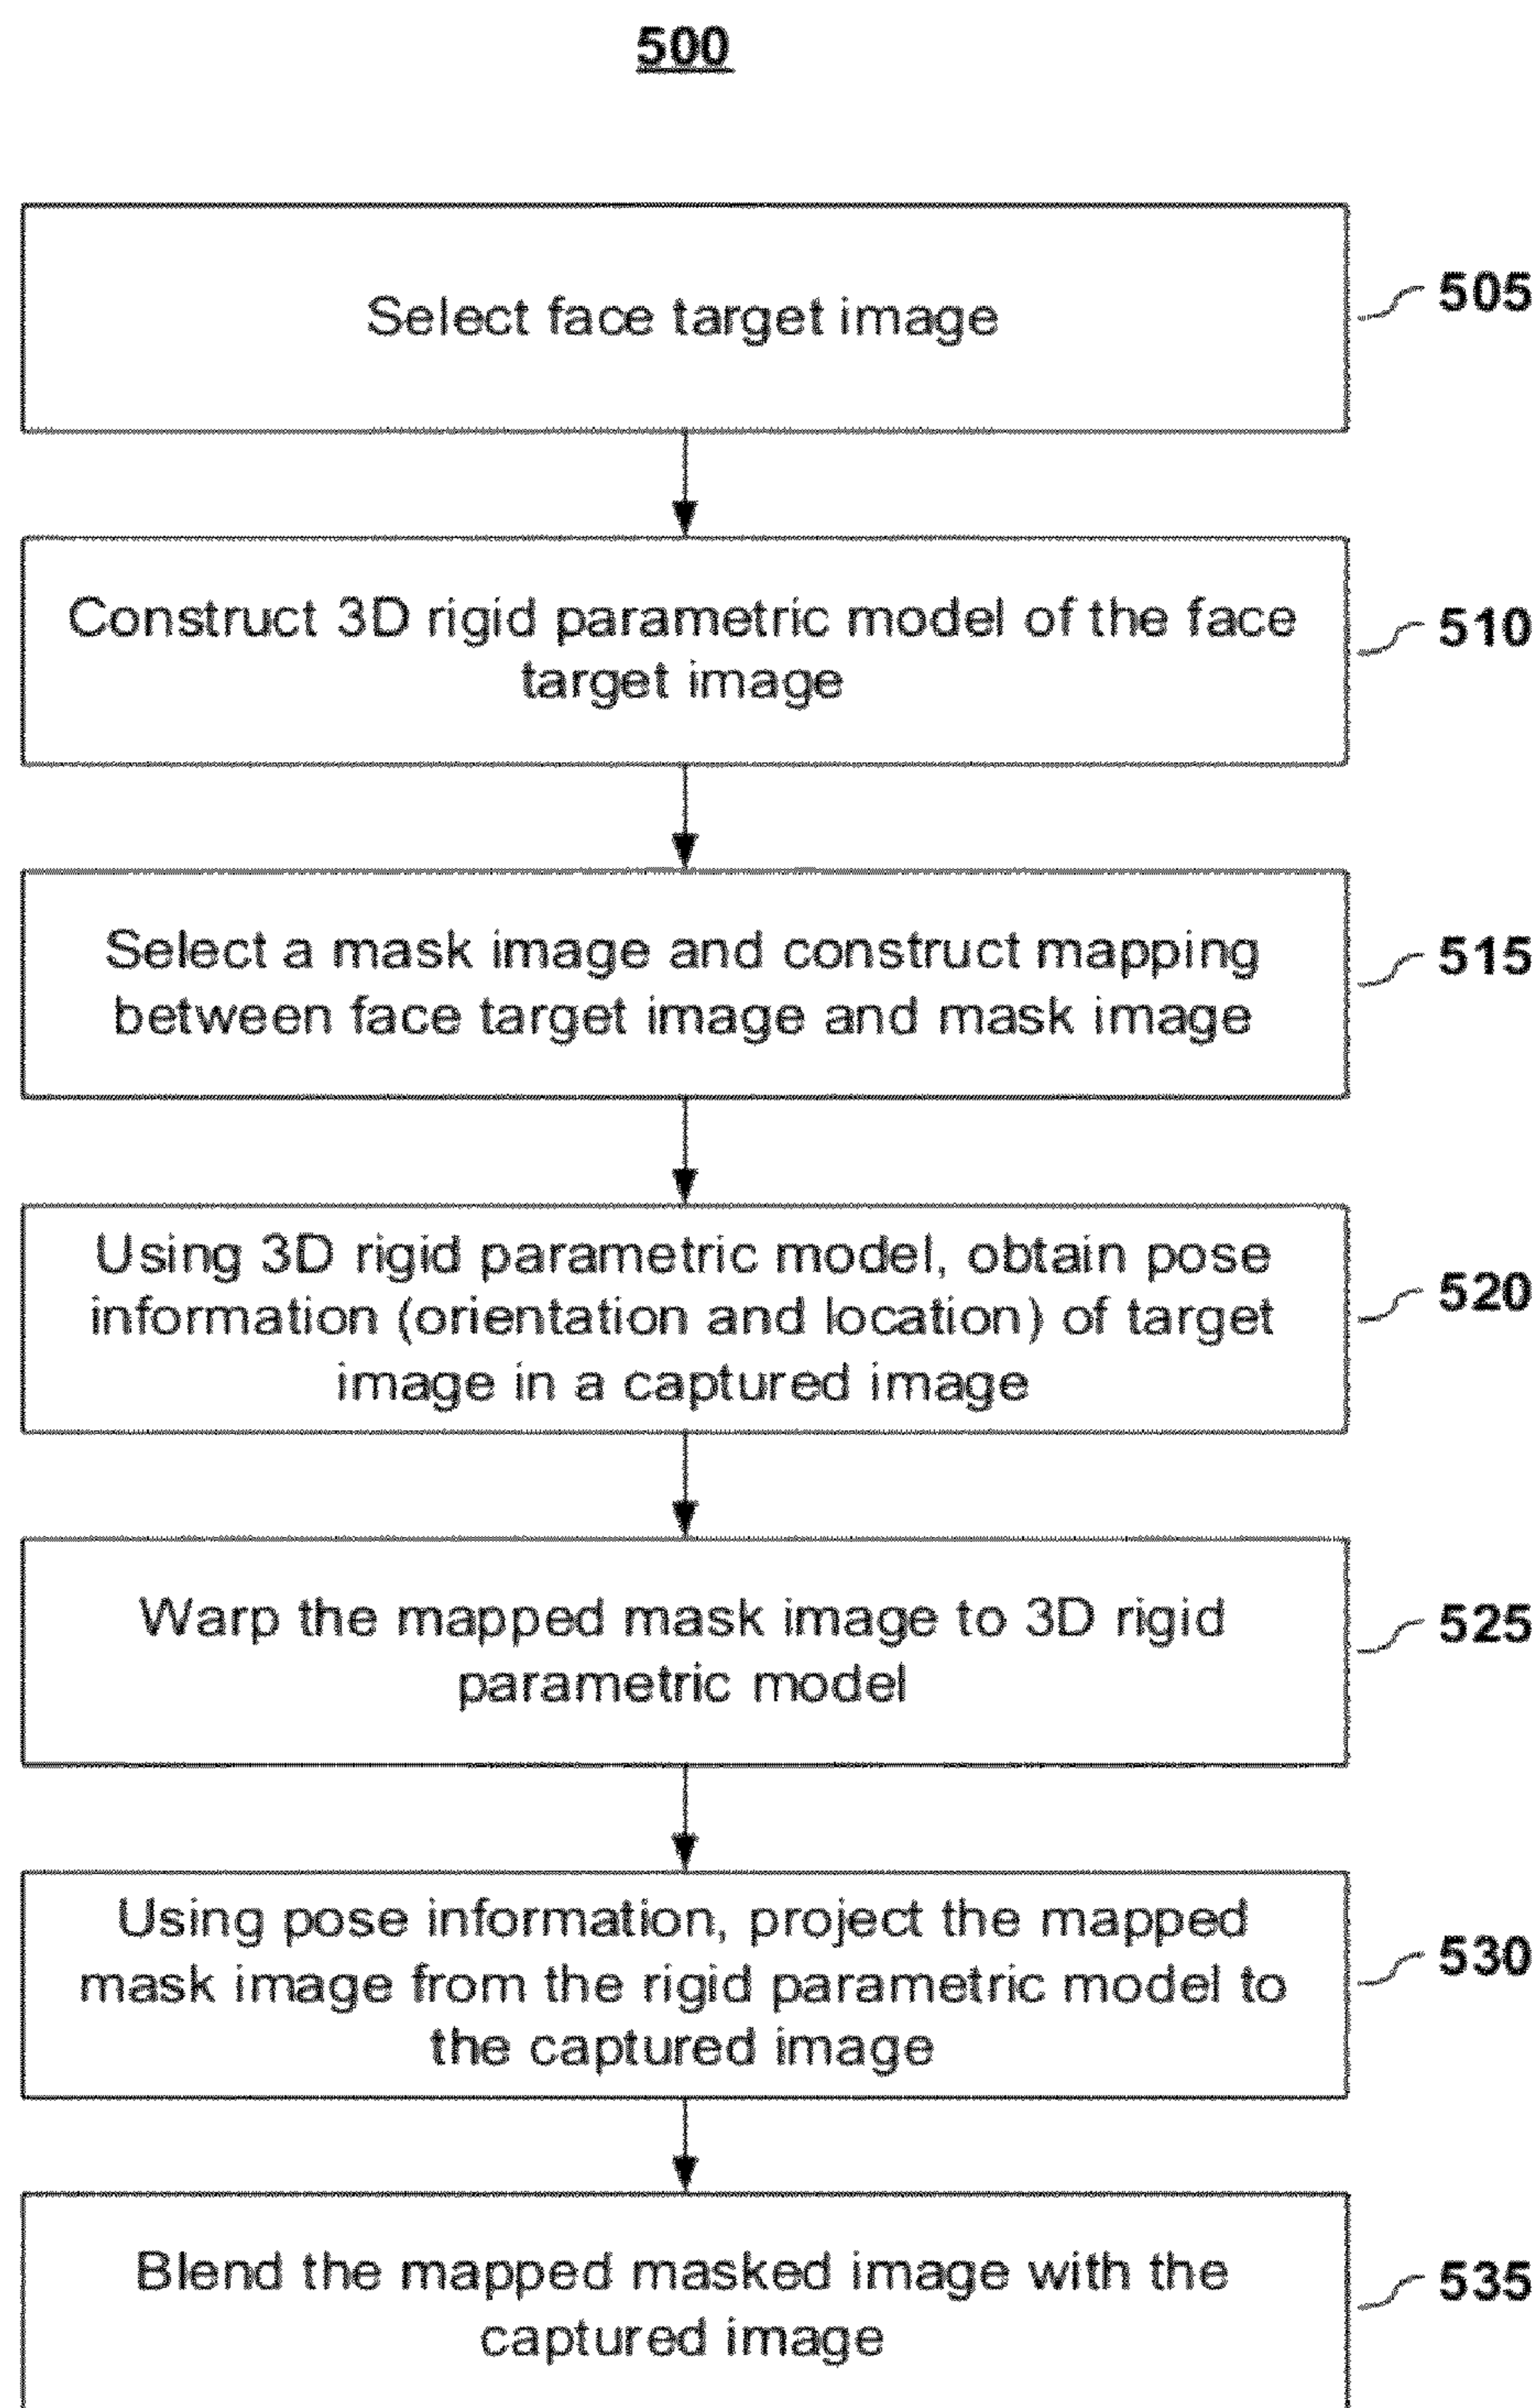 500
Select face target image
505
Construct 3D rigid parametric model of the face
target image
510
Select a mask image and construct mapping
between face target image and mask image
515
Using 3D rigid parametric model, obtain pose
information (orientation and location) of target
image in a captured image
520
Warp the mapped mask image to 3D rigid
parametric model
525
Using pose information, project the mapped
mask image from the rigid parametric model to
the captured image
530
Blend the mapped masked image with the
captured image
535